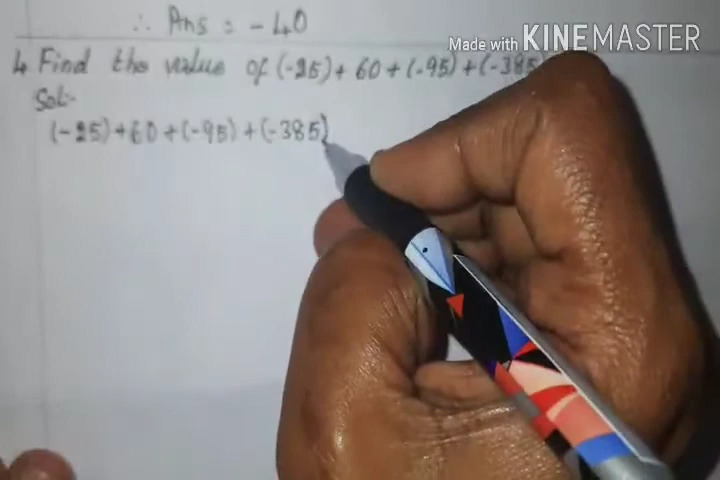 ∴ Ans = -40
Made with KINEMASTER
4 Find the value of (-25) + 60 + (-95) + (-385
Sol:-
(-25) + 60 + (-95) + (-385)